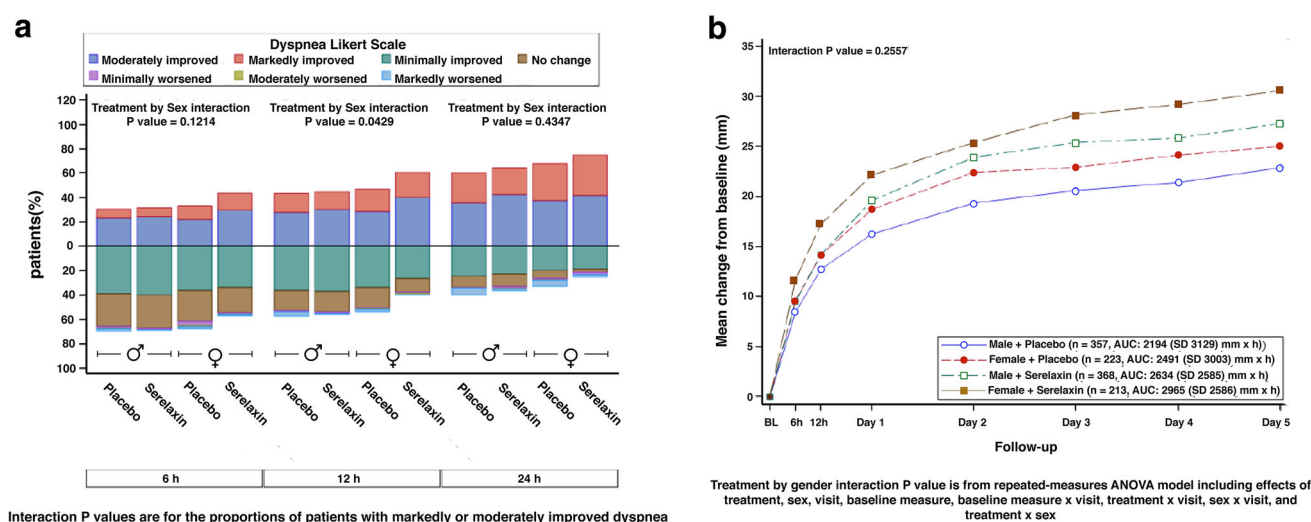 a
Dyspnea Likert Scale
Moderately improved Markedly improved Minimally improved No change
Minimally worsened Moderately worsened Markedly worsened
Treatment by Sex interaction
P value = 0.1214
Treatment by Sex interaction
P value = 0.0429
Treatment by Sex interaction
P value = 0.4347
patients(%)
120
100
80
60
40
20
0
20
40
60
80
100
♂ ♀ ♂ ♀ ♂ ♀
Placebo Serelaxin Placebo Serelaxin Placebo Serelaxin Placebo Serelaxin Placebo Serelaxin Placebo Serelaxin
6 h 12 h 24 h
Interaction P values are for the proportions of patients with markedly or moderately improved dyspnea
b
Interaction P value = 0.2557
Mean change from baseline (mm)
35
30
25
20
15
10
5
0
Male + Placebo (n = 357, AUC: 2194 (SD 3129) mm x h)
Female + Placebo (n = 223, AUC: 2491 (SD 3003) mm x h)
Male + Serelaxin (n = 368, AUC: 2634 (SD 2585) mm x h)
Female + Serelaxin (n = 213, AUC: 2965 (SD 2586) mm x h)
BL 6h 12h Day 1 Day 2 Day 3 Day 4 Day 5
Follow-up
Treatment by gender interaction P value is from repeated-measures ANOVA model including effects of
treatment, sex, visit, baseline measure, baseline measure x visit, treatment x visit, sex x visit, and
treatment x sex